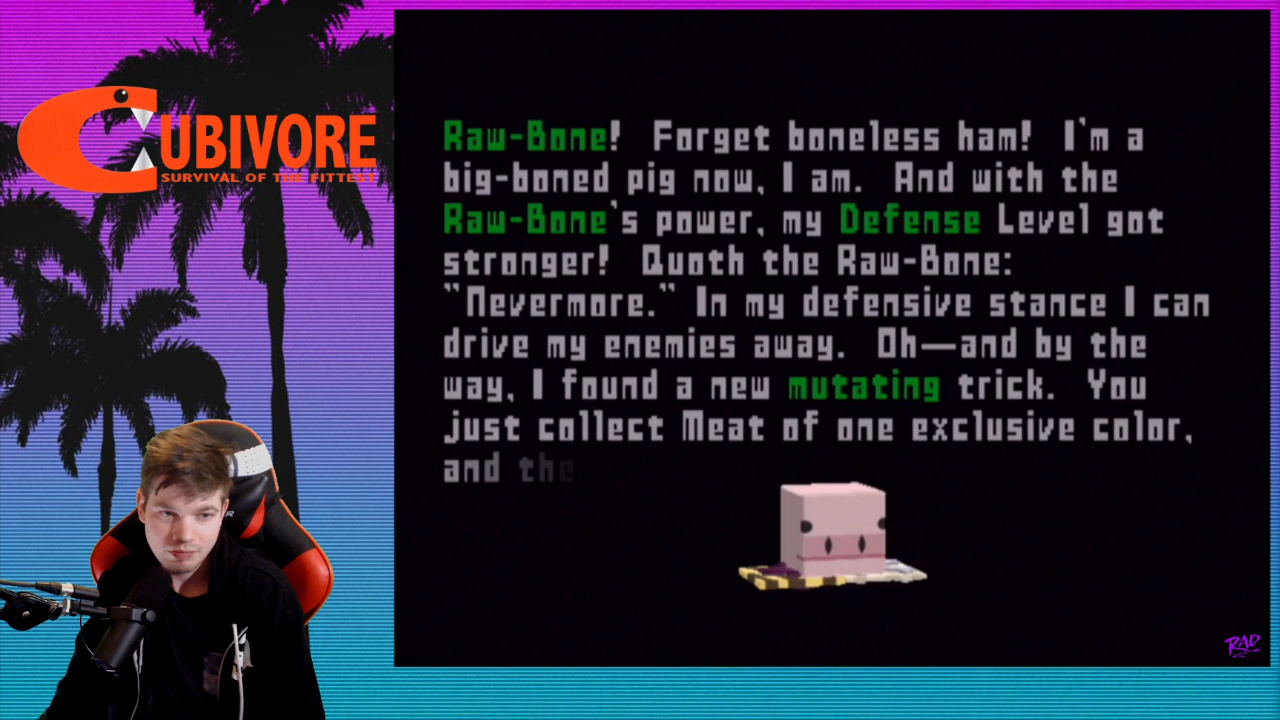 CUBIVORE
SURVIVAL OF THE FITTEST
Raw-Bone! Forget boneless ham! I'm a
big-boned pig now, I am. And with the
Raw-Bone's power, my Defense Level got
stronger! Quoth the Raw-Bone:
"Nevermore." In my defensive stance I can
drive my enemies away. Oh—and by the
way, I found a new mutating trick. You
just collect Meat of one exclusive color,
and the
RAD